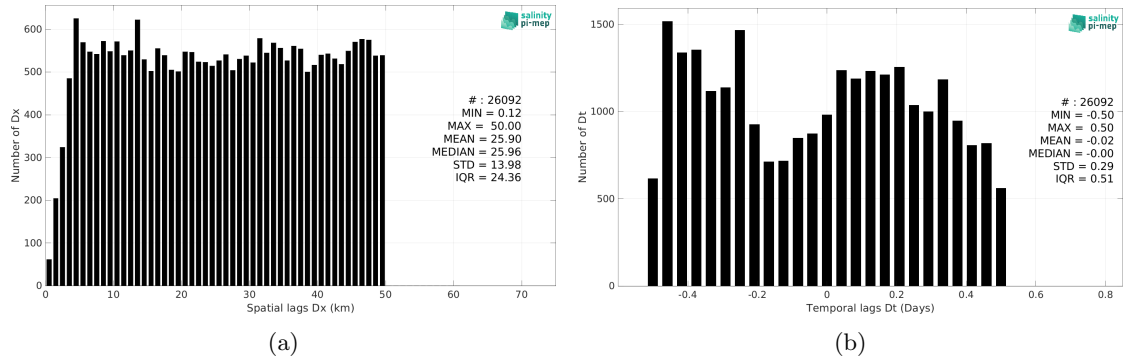 salinity
pi-mep
600
500
400
300
200
100
0
Number of Dx
# : 26092
MIN = 0.12
MAX = 50.00
MEAN = 25.90
MEDIAN = 25.96
STD = 13.98
IQR = 24.36
0 10 20 30 40 50 60 70
Spatial lags Dx (km)
(a)
salinity
pi-mep
1500
1000
500
0
Number of Dt
# : 26092
MIN = -0.50
MAX = 0.50
MEAN = -0.02
MEDIAN = -0.00
STD = 0.29
IQR = 0.51
-0.4 -0.2 0 0.2 0.4 0.6 0.8
Temporal lags Dt (Days)
(b)